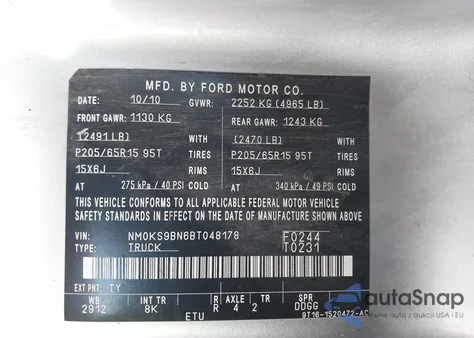 MFD. BY FORD MOTOR CO.
DATE: 10/10 GVWR: 2252 KG (4965 LB)
FRONT GAWR: 1130 KG REAR GAWR: 1243 KG
(2491 LB) WITH (2470 LB) WITH
P205/65R15 95T TIRES P205/65R15 95T TIRES
15X6J RIMS 15X6J RIMS
AT 275 kPa / 40 PSI COLD AT 340 kPa / 49 PSI COLD
THIS VEHICLE CONFORMS TO ALL APPLICABLE FEDERAL MOTOR VEHICLE
SAFETY STANDARDS IN EFFECT ON THE DATE OF MANUFACTURE SHOWN ABOVE.
VIN: NM0KS9BN6BT048178 F0244
TYPE: TRUCK T0231
EXT PNT: TY
WB INT TR R AXLE TR SPR
2912 8K R 4 2 DDGG
ETU 9T16-1520472-AC
autoSnap
Autoaukcje z USA i EU